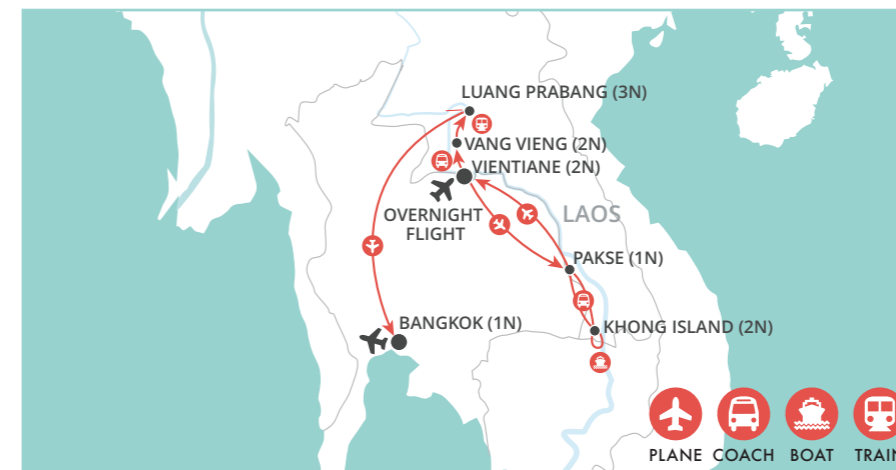 LUANG PRABANG (3N)
VANG VIENG (2N)
VIENTIANE (2N)
OVERNIGHT
FLIGHT
LAOS
PAKSE (1N)
BANGKOK (1N)
KHONG ISLAND (2N)
PLANE COACH BOAT TRAIN